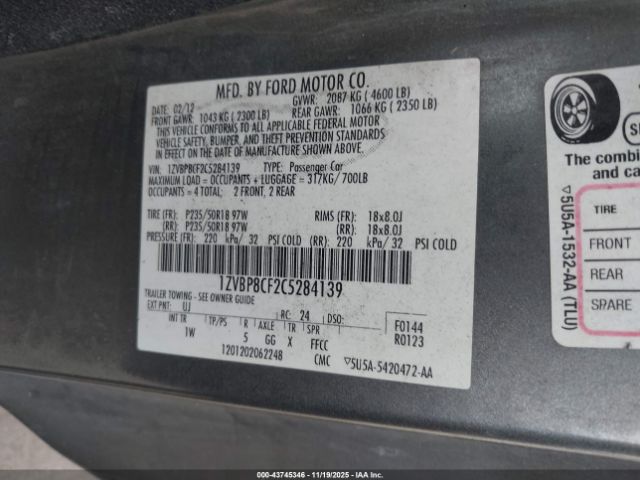 MFD. BY FORD MOTOR CO.
DATE: 02/12 GVWR: 2087 KG ( 4600 LB)
FRONT GAWR: 1043 KG ( 2300 LB) REAR GAWR: 1066 KG ( 2350 LB)
THIS VEHICLE CONFORMS TO ALL APPLICABLE FEDERAL MOTOR
VEHICLE SAFETY, BUMPER, AND THEFT PREVENTION STANDARDS
IN EFFECT ON THE DATE OF MANUFACTURE SHOWN ABOVE.
VIN: 1ZVBP8CF2C5284139 TYPE: Passenger Car
MAXIMUM LOAD = OCCUPANTS + LUGGAGE = 317KG/ 700LB
OCCUPANTS = 4 TOTAL: 2 FRONT, 2 REAR
TIRE (FR): P235/50R18 97W RIMS (FR): 18x8.0J
(RR): P235/50R18 97W (RR): 18x8.0J
PRESSURE (FR): 220 kPa/ 32 PSI COLD (RR): 220 kPa/ 32 PSI COLD
1ZVBP8CF2C5284139
TRAILER TOWING - SEE OWNER GUIDE
EXT PNT: UJ RC: 24 DSO:
INT TR TP/PS R AXLE TR SPR F0144
1W 5 GG X FFCC R0123
1201202062248 CMC ▽5U5A-5420472-AA
The combin
and ca
TIRE
FRONT
REAR
SPARE
▽5U5A-1532-AA (TLU)
00-43745346 11/19/2025 IAAI.COM